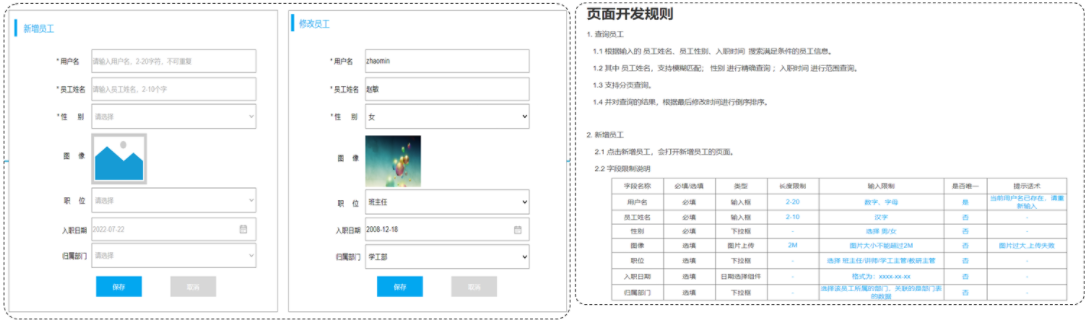 新增员工
* 用户名
请输入用户名，2-20字符，不可重复
* 员工姓名
请输入员工姓名，2-10个字
* 性 别
请选择
图 像
职 位
请选择
入职日期
2022-07-22
归属部门
请选择
保存
取消
修改员工
* 用户名
zhaomin
* 员工姓名
赵敏
* 性 别
女
图 像
职 位
班主任
入职日期
2008-12-18
归属部门
学工部
保存
取消
页面开发规则
1. 查询员工
1.1 根据输入的 员工姓名、员工性别、入职时间 搜索满足条件的员工信息。
1.2 其中 员工姓名，支持模糊匹配； 性别 进行精确查询 ；入职时间 进行范围查询。
1.3 支持分页查询。
1.4 并对查询的结果，根据最后修改时间进行倒序排序。
2. 新增员工
2.1 点击新增员工，会打开新增员工的页面。
2.2 字段限制说明
字段名称 必填/选填 类型 长度限制 输入限制 是否唯一 提示话术
用户名 必填 输入框 2-20 数字、字母 是 当前用户名已存在，请重新输入
员工姓名 必填 输入框 2-10 汉字 否 -
性别 必填 下拉框 - 选择 男/女 否 -
图像 选填 图片上传 2M 图片大小不能超过2M 否 图片过大,上传失败
职位 选填 下拉框 - 选择 班主任/讲师/学工主管/教研主管 否 -
入职日期 选填 日期选择组件 - 格式为：xxxx-xx-xx 否 -
归属部门 选填 下拉框 - 选择该员工所属的部门，关联的是部门表的数据 否 -